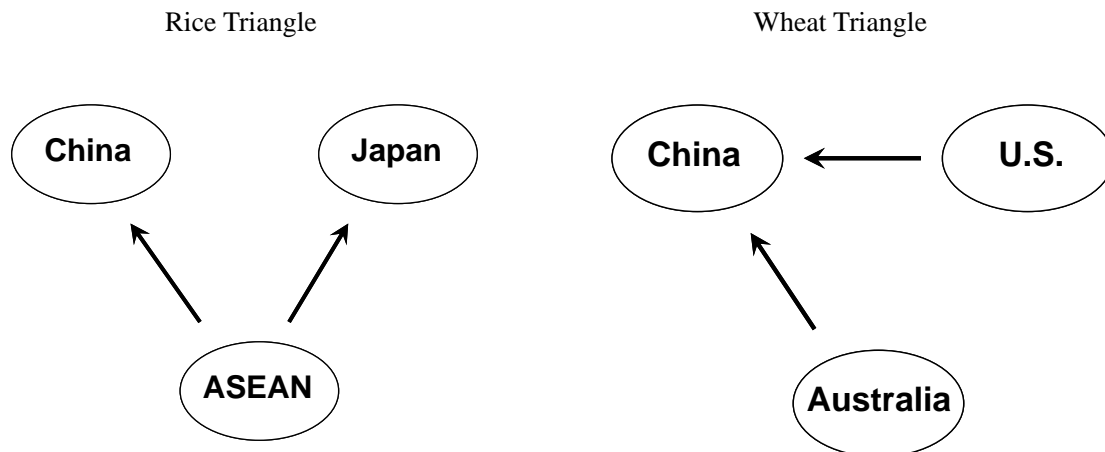 Rice Triangle
Wheat Triangle
China
Japan
China
U.S.
ASEAN
Australia